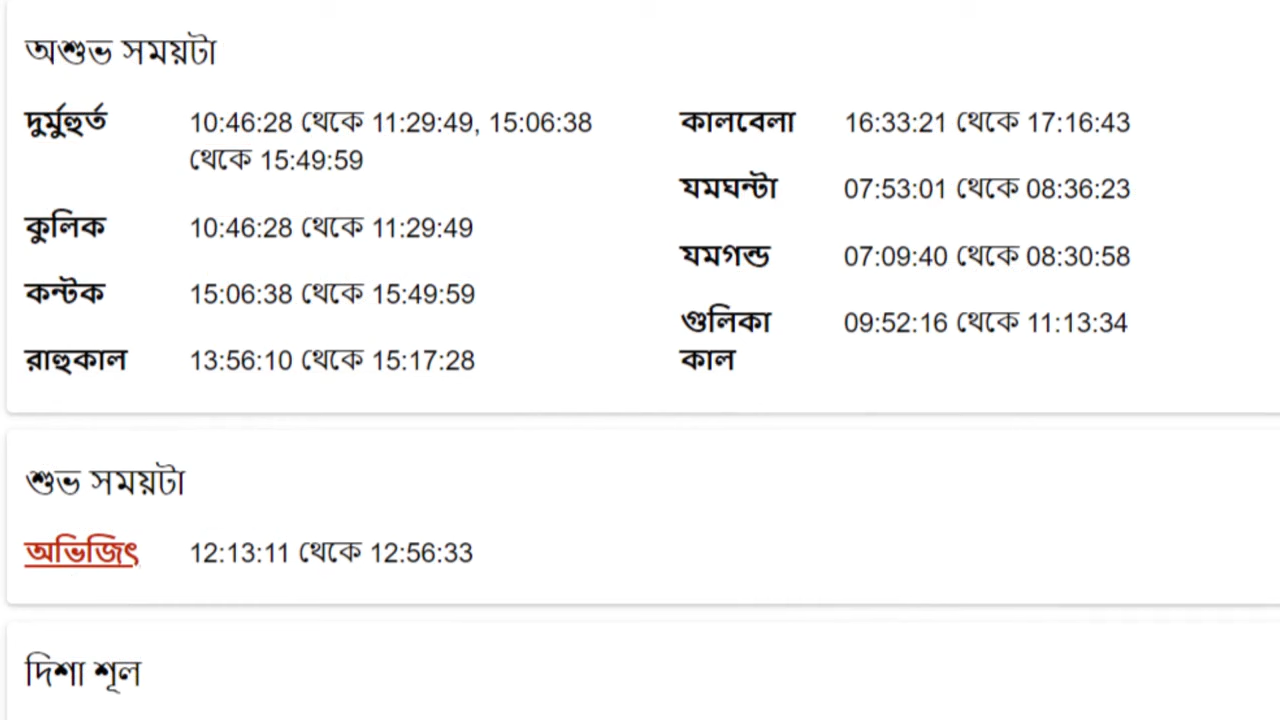 অশুভ সময়টা
দুর্মুহুর্ত 10:46:28 থেকে 11:29:49, 15:06:38
থেকে 15:49:59
কুলিক 10:46:28 থেকে 11:29:49
কন্টক 15:06:38 থেকে 15:49:59
রাহুকাল 13:56:10 থেকে 15:17:28
কালবেলা 16:33:21 থেকে 17:16:43
যমঘন্টা 07:53:01 থেকে 08:36:23
যমগন্ড 07:09:40 থেকে 08:30:58
গুলিকা 09:52:16 থেকে 11:13:34
কাল
শুভ সময়টা
অভিজিৎ 12:13:11 থেকে 12:56:33
দিশা শূল